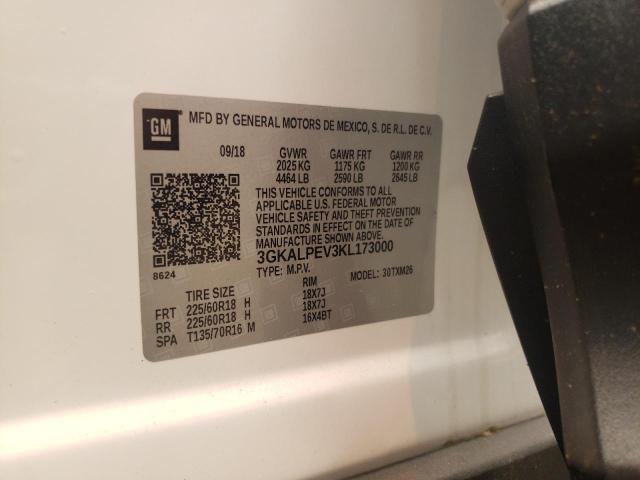 GM
MFD BY GENERAL MOTORS DE MEXICO, S. DE R.L. DE C.V.
09/18 GVWR GAWR FRT GAWR RR
2025 KG 1175 KG 1200 KG
4464 LB 2590 LB 2645 LB
THIS VEHICLE CONFORMS TO ALL
APPLICABLE U.S. FEDERAL MOTOR
VEHICLE SAFETY AND THEFT PREVENTION
STANDARDS IN EFFECT ON THE DATE OF
MANUFACTURE SHOWN ABOVE.
3GKALPEV3KL173000
8624 TYPE: M.P.V. MODEL: 30TXM26
TIRE SIZE RIM
FRT 225/60R18 H 18X7J
RR 225/60R18 H 18X7J
SPA T135/70R16 M 16X4BT